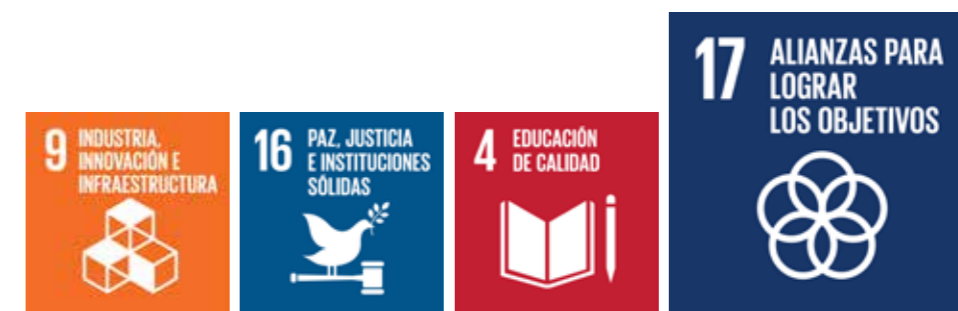 9 INDUSTRIA,
INNOVACIÓN E
INFRAESTRUCTURA
16 PAZ, JUSTICIA
E INSTITUCIONES
SÓLIDAS
4 EDUCACIÓN
DE CALIDAD
17 ALIANZAS PARA
LOGRAR
LOS OBJETIVOS